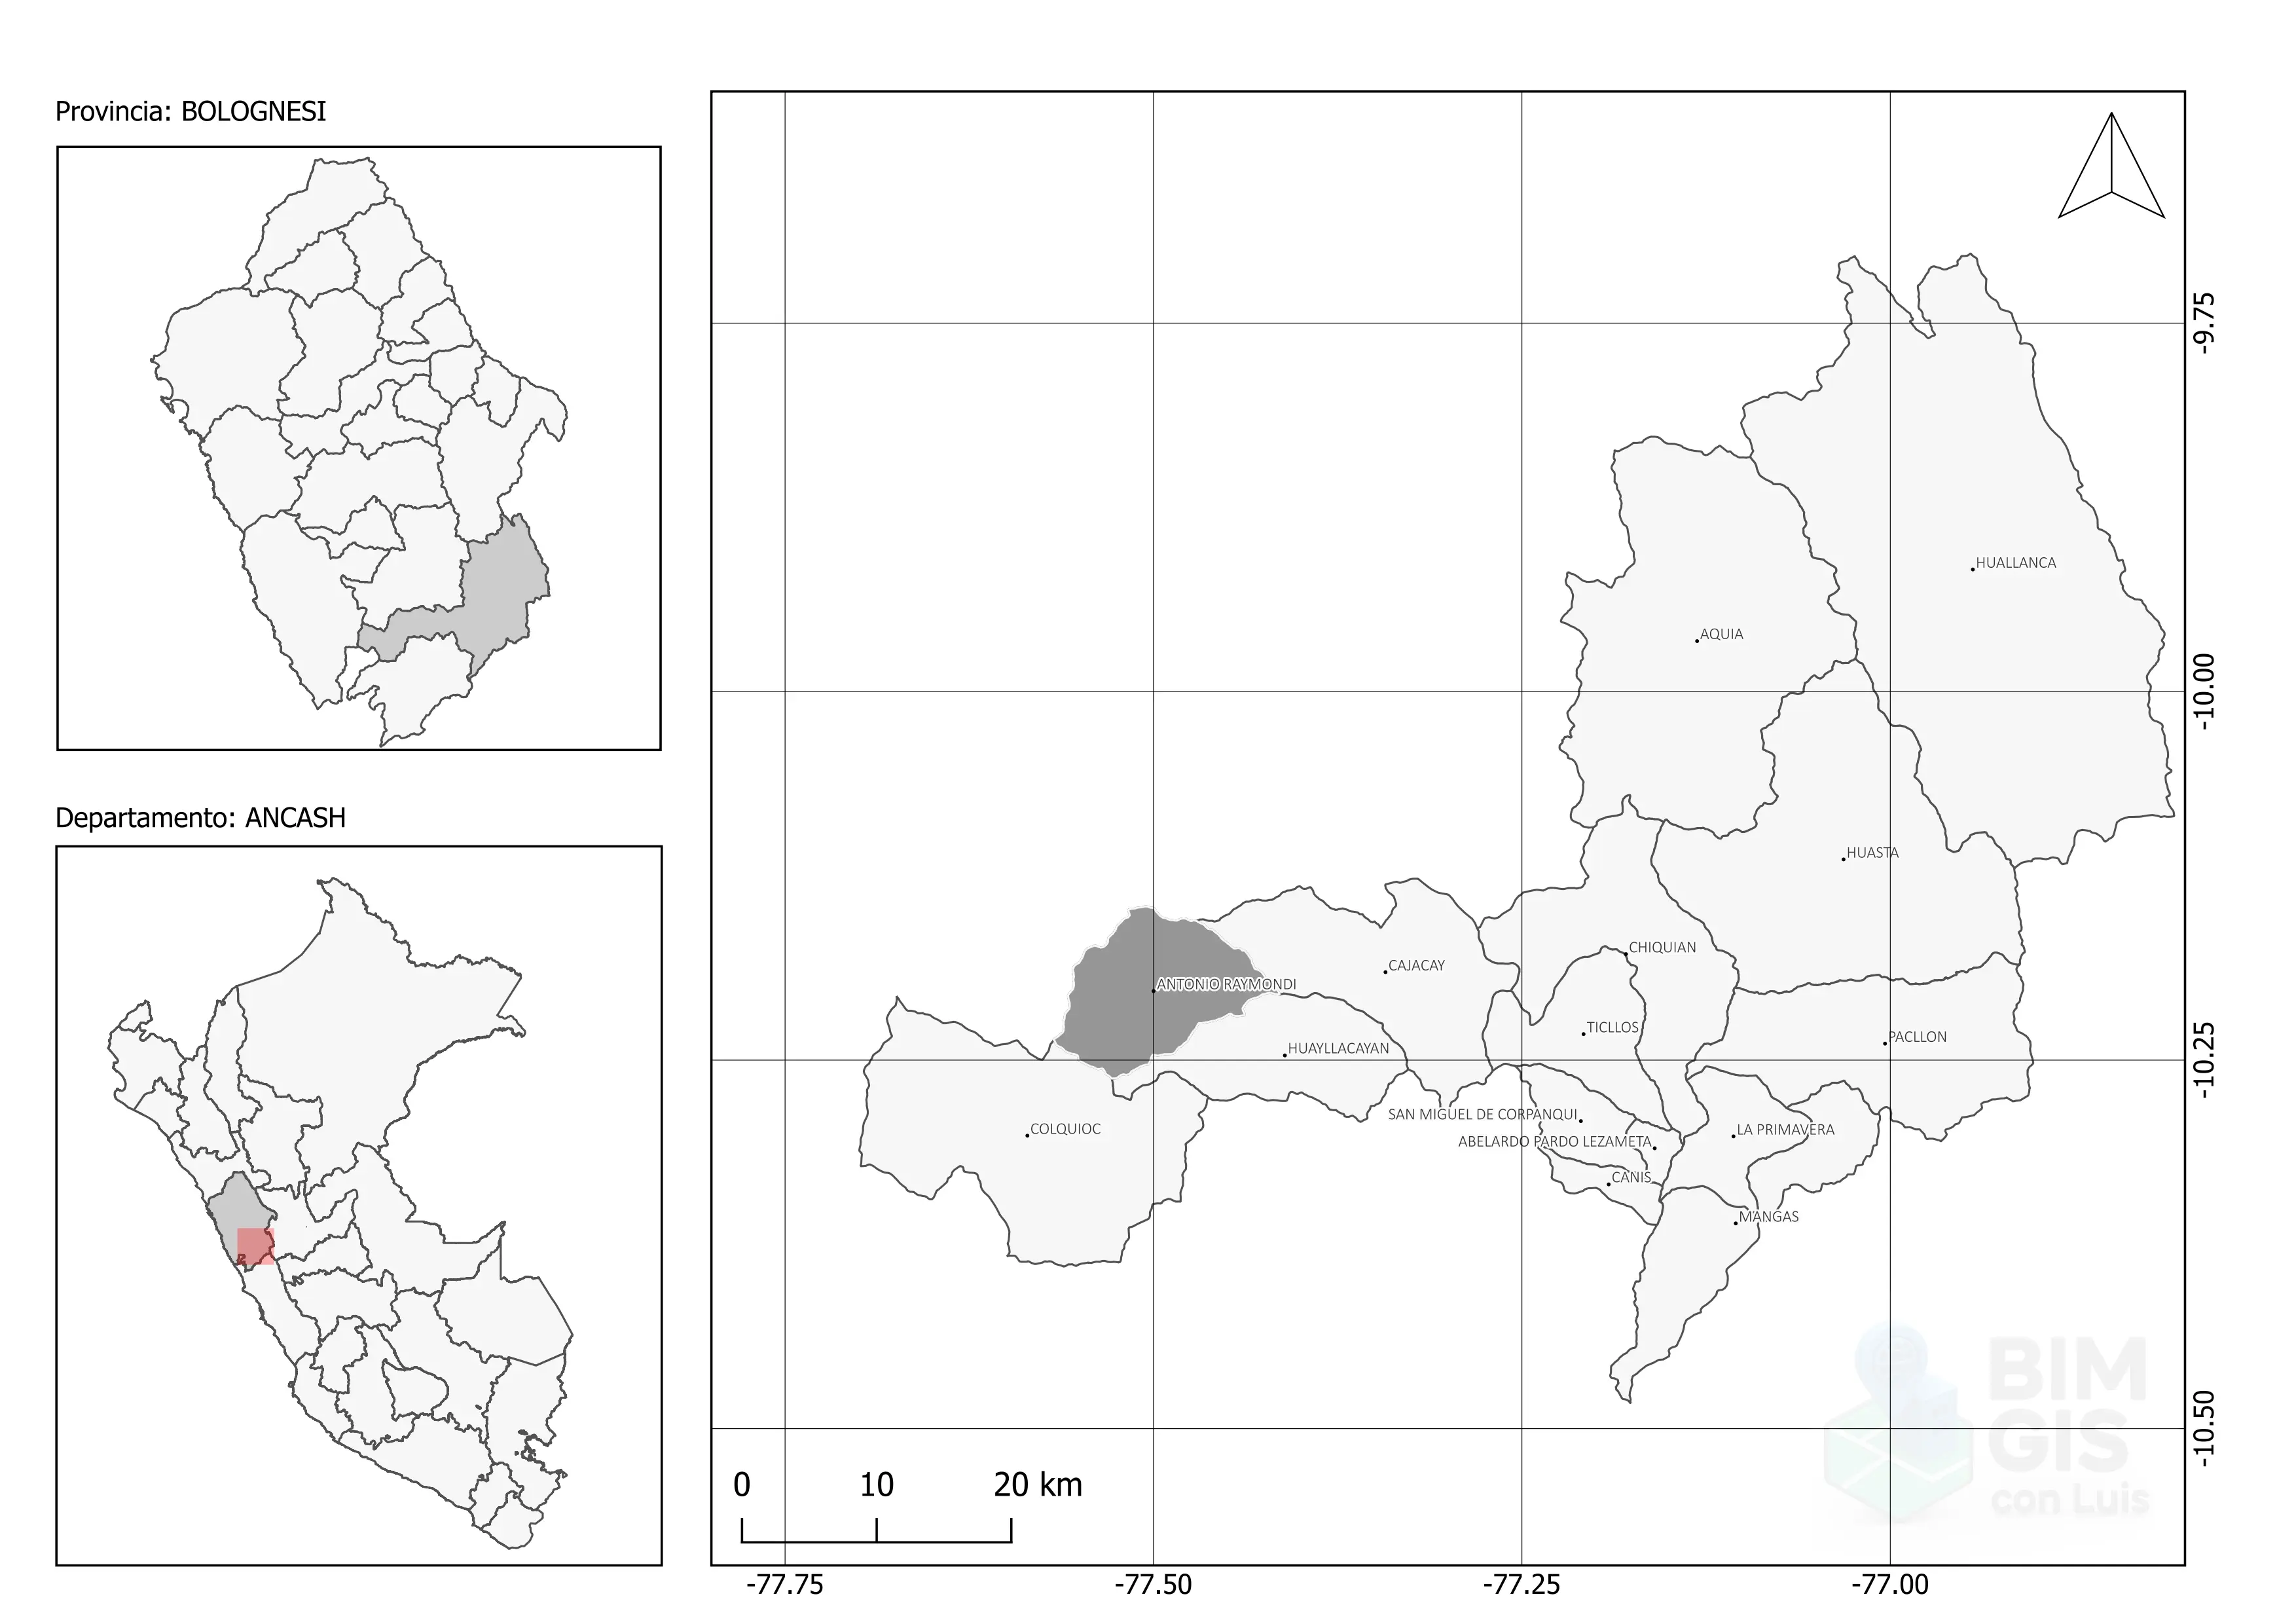 Provincia: BOLOGNESI
Departamento: ANCASH
HUALLANCA
AQUIA
HUASTA
CHIQUIAN
CAJACAY
ANTONIO RAYMONDI
TICLLOS
PACLLON
HUAYLLACAYAN
SAN MIGUEL DE CORPANQUI
COLQUIOC
LA PRIMAVERA
ABELARDO PARDO LEZAMETA
CANIS
MANGAS
-9.75
-10.00
-10.25
-10.50
BIM
GIS
con Luis
0 10 20 km
-77.75 -77.50 -77.25 -77.00